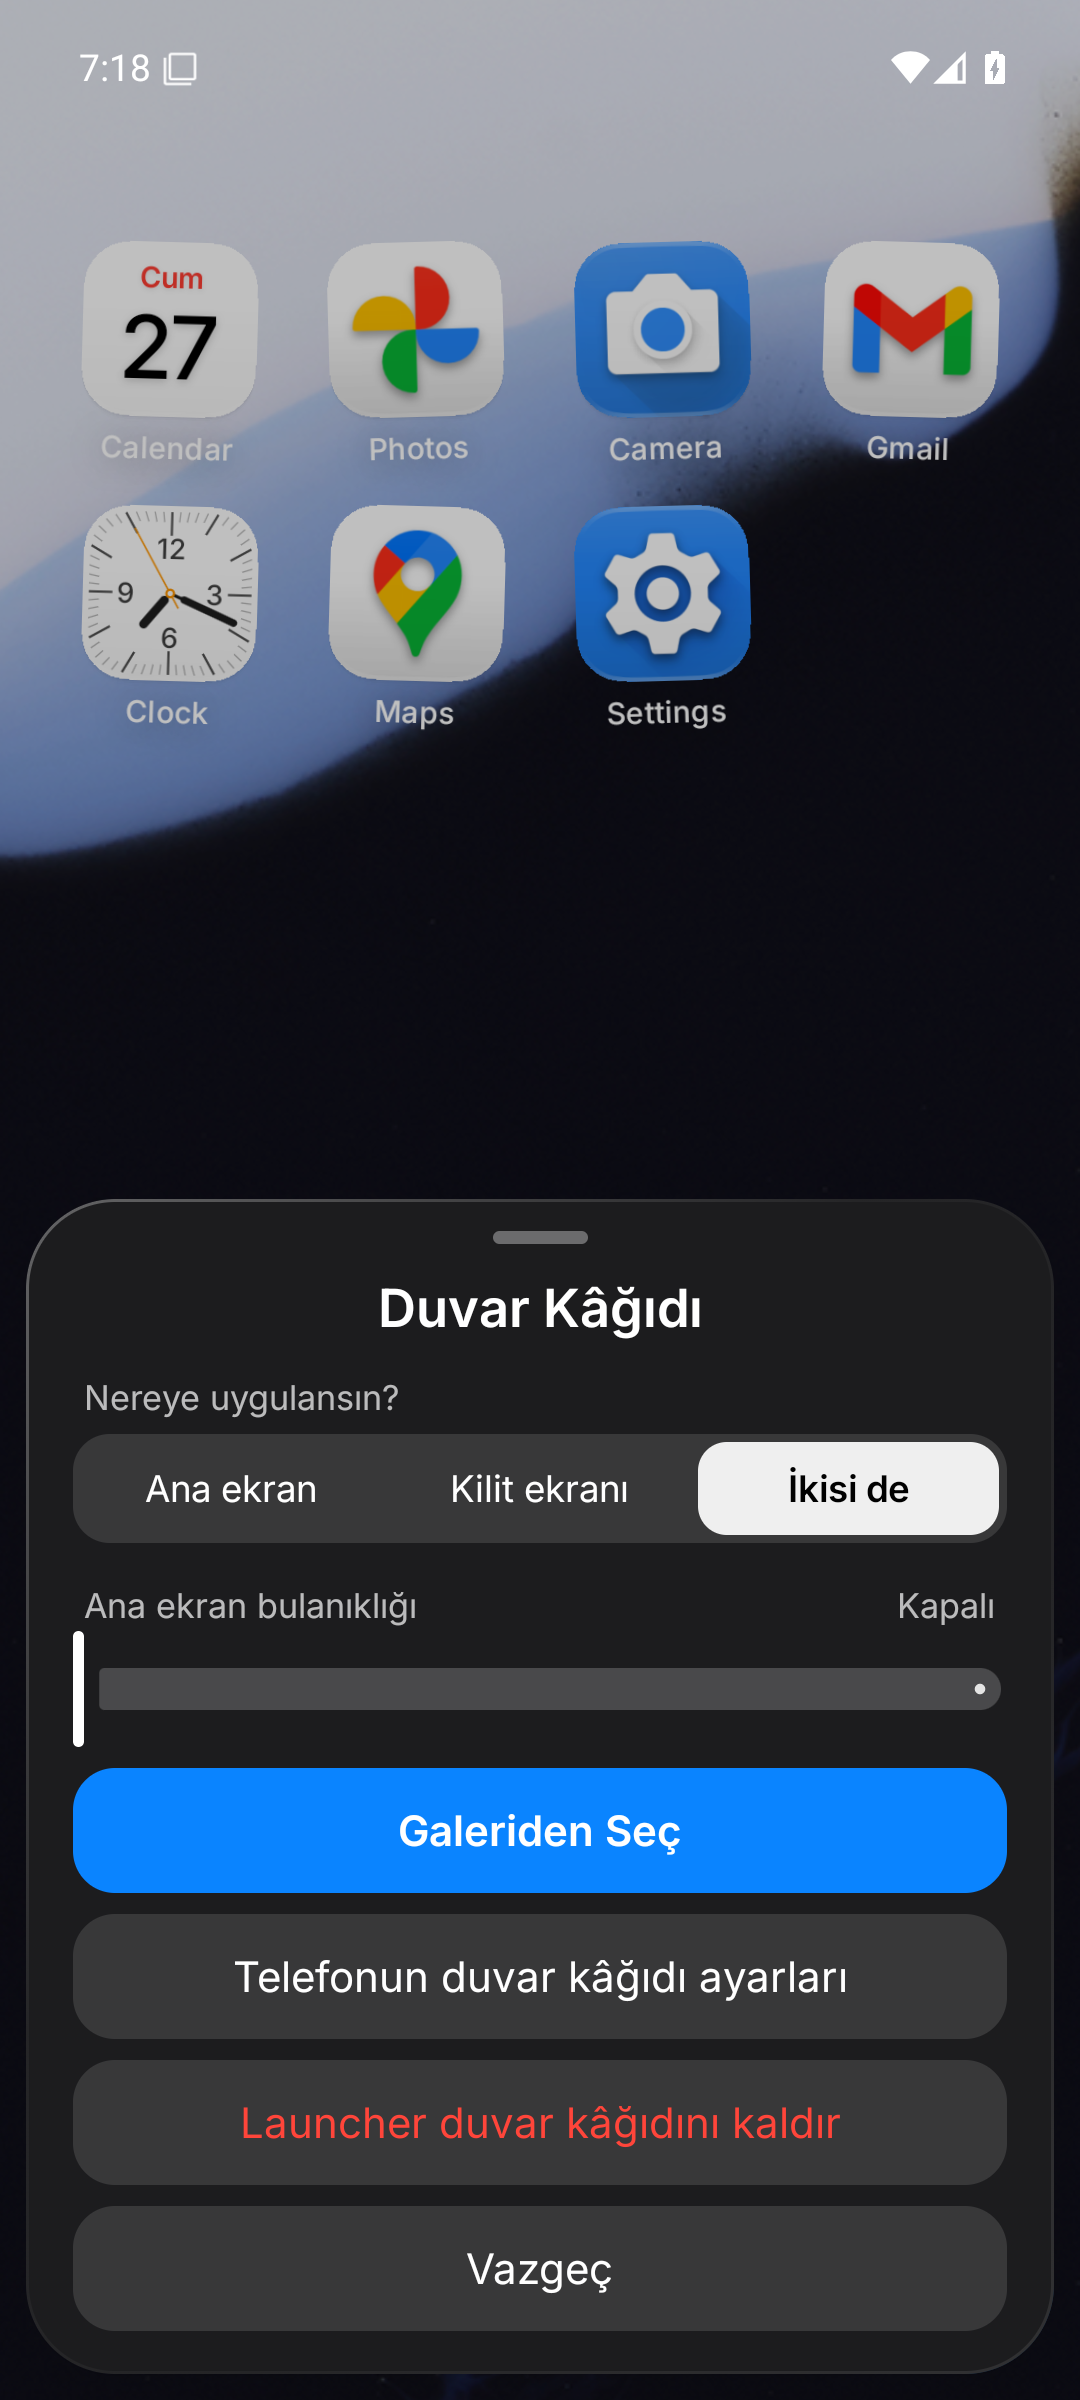 7:18
Cum
27
Calendar
Photos
Camera
Gmail
12
9
3
6
Clock
Maps
Settings
Duvar Kâğıdı
Nereye uygulansın?
Ana ekran
Kilit ekranı
İkisi de
Ana ekran bulanıklığı
Kapalı
Galeriden Seç
Telefonun duvar kâğıdı ayarları
Launcher duvar kâğıdını kaldır
Vazgeç